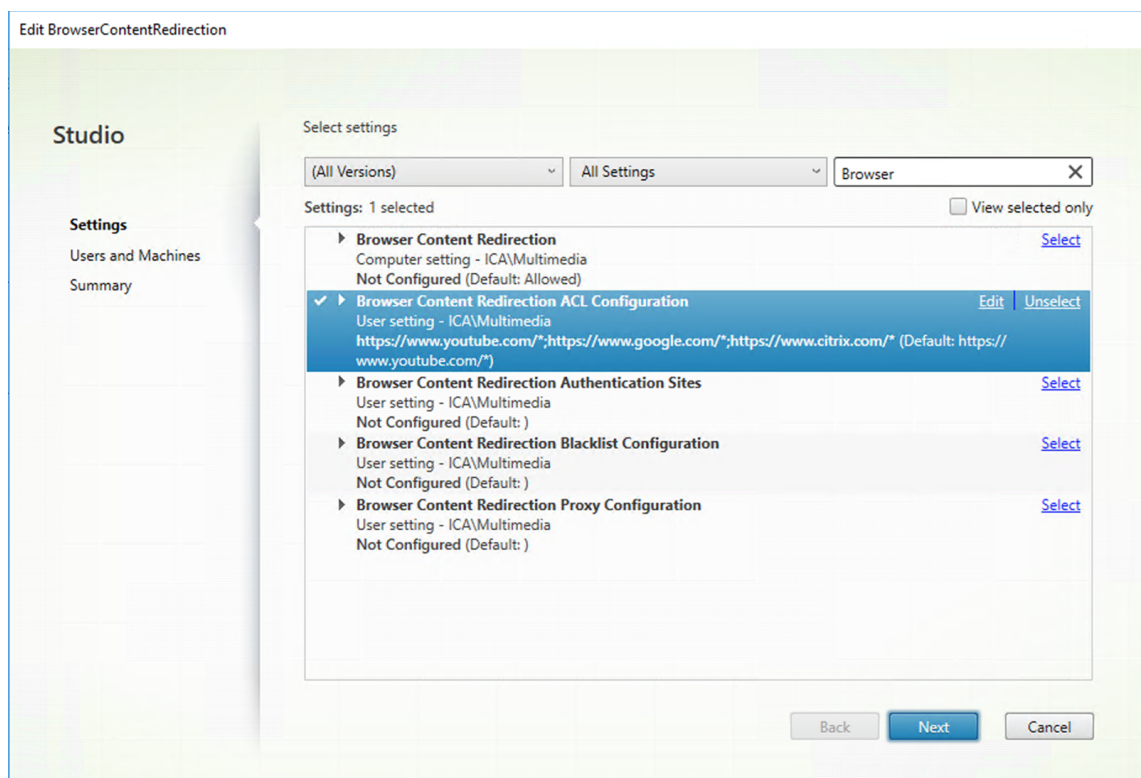 Edit BrowserContentRedirection
Studio
Settings
Users and Machines
Summary
Select settings
(All Versions)
All Settings
Browser
Settings: 1 selected
View selected only
Browser Content Redirection
Select
Computer setting - ICA\Multimedia
Not Configured (Default: Allowed)
Browser Content Redirection ACL Configuration
Edit
Unselect
User setting - ICA\Multimedia
https://www.youtube.com/*;https://www.google.com/*;https://www.citrix.com/* (Default: https://
www.youtube.com/*)
Browser Content Redirection Authentication Sites
Select
User setting - ICA\Multimedia
Not Configured (Default: )
Browser Content Redirection Blacklist Configuration
Select
User setting - ICA\Multimedia
Not Configured (Default: )
Browser Content Redirection Proxy Configuration
Select
User setting - ICA\Multimedia
Not Configured (Default: )
Back
Next
Cancel